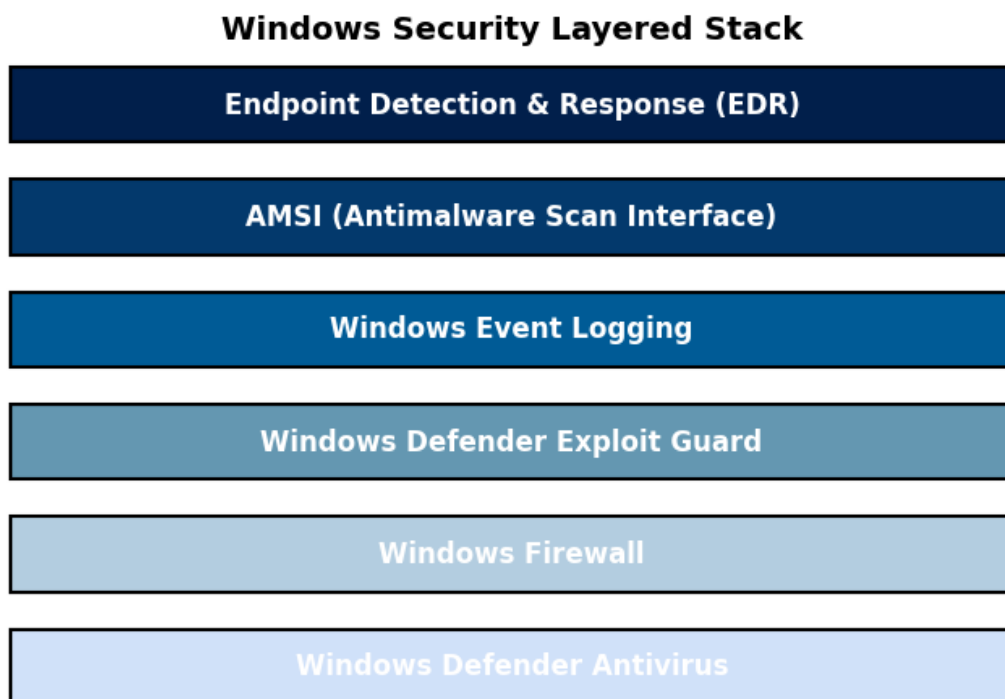 Windows Security Layered Stack
Endpoint Detection & Response (EDR)
AMSI (Antimalware Scan Interface)
Windows Event Logging
Windows Defender Exploit Guard
Windows Firewall
Windows Defender Antivirus